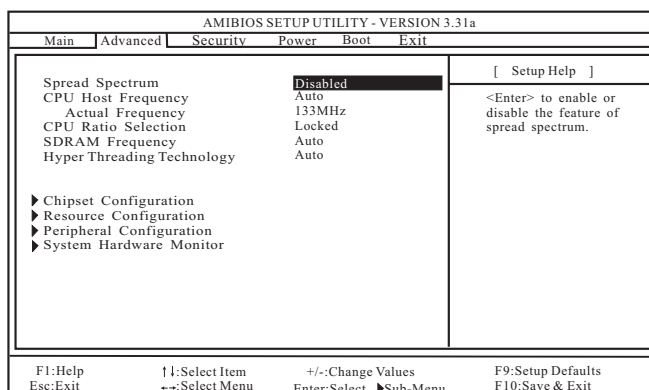 AMIBIOS SETUP UTILITY - VERSION 3.31a
Main Advanced Security Power Boot Exit
[ Setup Help ]
Spread Spectrum Disabled
CPU Host Frequency Auto
Actual Frequency 133MHz
CPU Ratio Selection Locked
SDRAM Frequency Auto
Hyper Threading Technology Auto
<Enter> to enable or
disable the feature of
spread spectrum.
Chipset Configuration
Resource Configuration
Peripheral Configuration
System Hardware Monitor
F1:Help ↑↓:Select Item +/-:Change Values F9:Setup Defaults
Esc:Exit ←→:Select Menu Enter:Select ▶Sub-Menu F10:Save & Exit